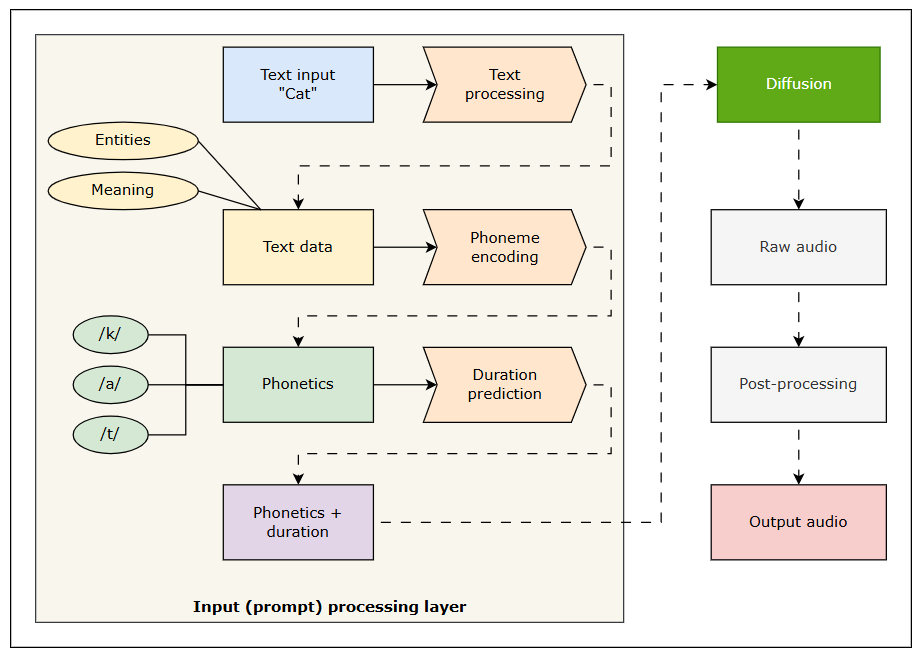 Text input
"Cat"
Text
processing
Diffusion
Entities
Meaning
Text data
Phoneme
encoding
Raw audio
/k/
/a/
/t/
Phonetics
Duration
prediction
Post-processing
Phonetics +
duration
Output audio
Input (prompt) processing layer